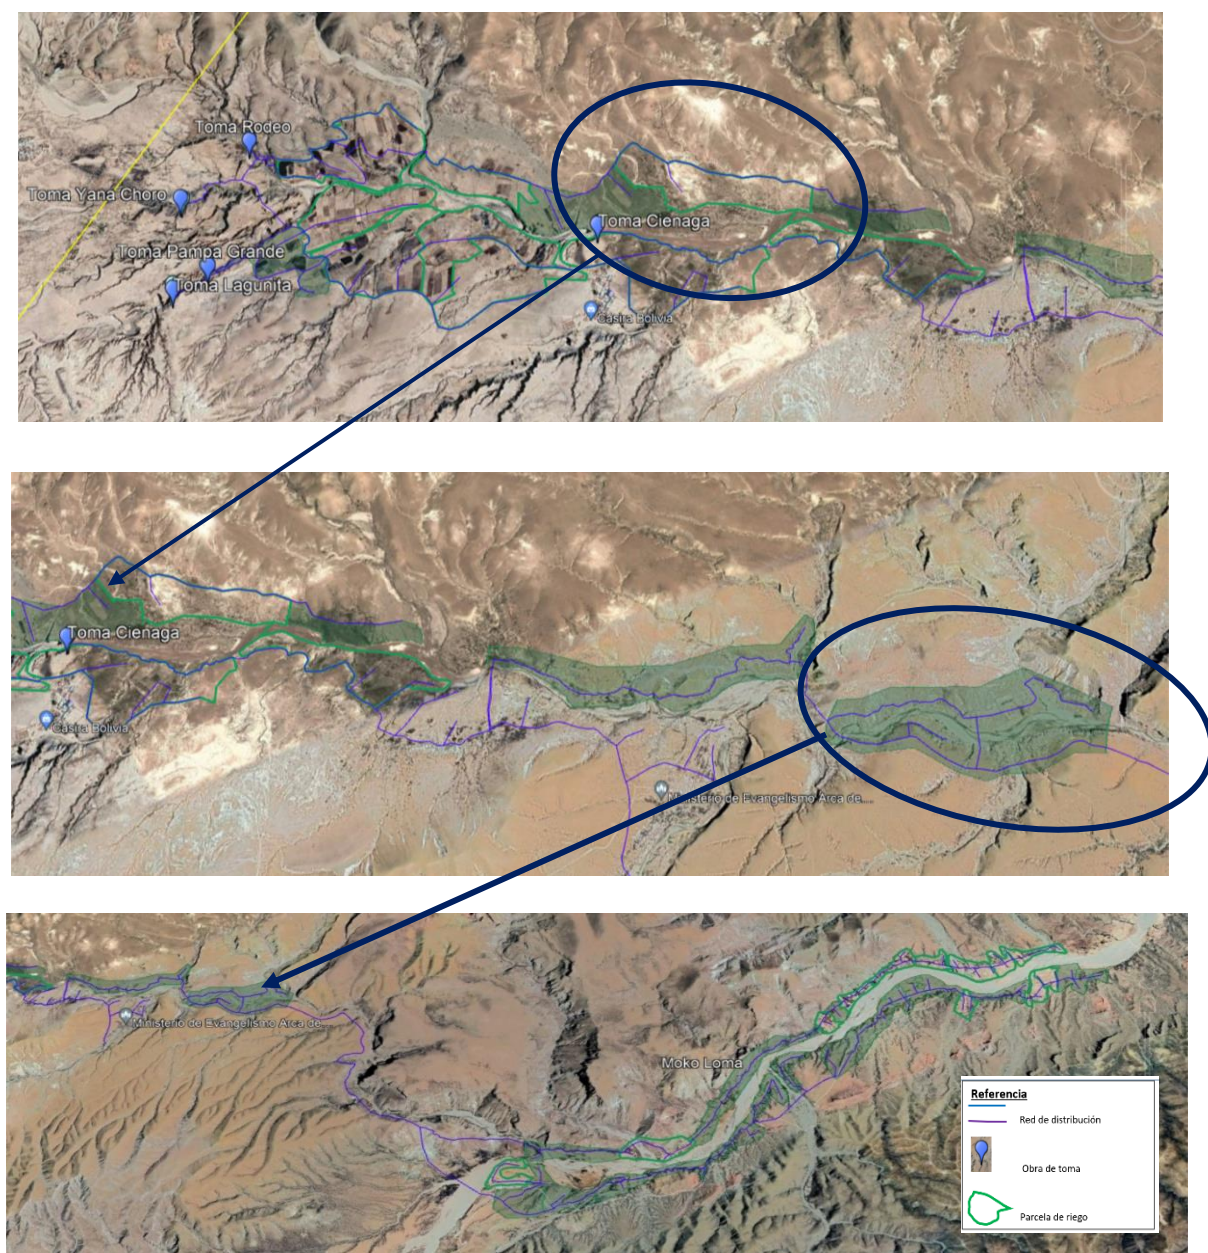 Toma Rodeo
Toma Yana Choro
Toma Cienaga
Toma Pampa Grande
Toma Lagunita
Casira Bolivia
Toma Cienaga
Casira Bolivia
Ministerio de Evangelismo Arca de...
Ministerio de Evangelismo Arca de...
Moko Loma
Referencia
Red de distribución
Obra de toma
Parcela de riego